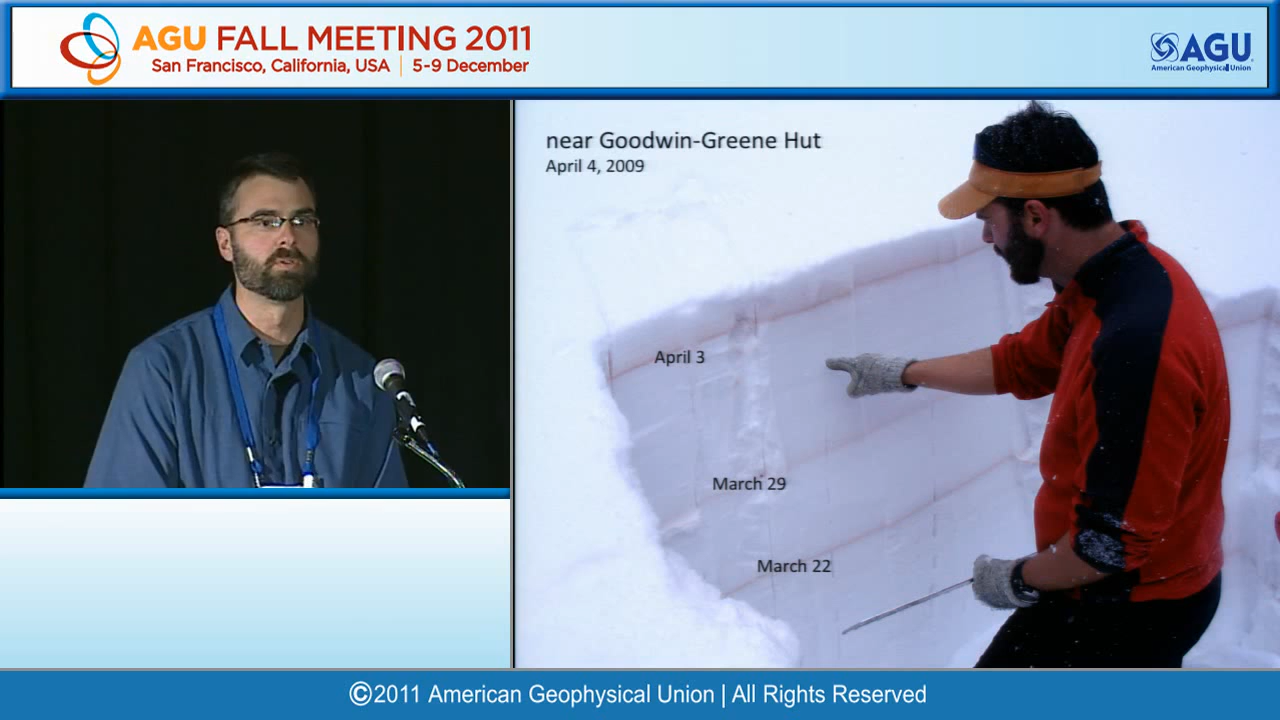 AGU FALL MEETING 2011
San Francisco, California, USA | 5-9 December
AGU
American Geophysical Union
near Goodwin-Greene Hut
April 4, 2009
April 3
March 29
March 22
©2011 American Geophysical Union | All Rights Reserved